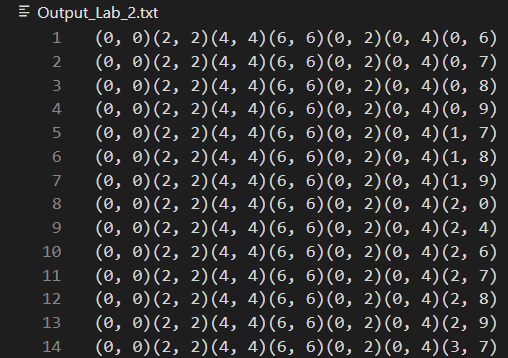 Output_Lab_2.txt
1 (0, 0)(2, 2)(4, 4)(6, 6)(0, 2)(0, 4)(0, 6)
2 (0, 0)(2, 2)(4, 4)(6, 6)(0, 2)(0, 4)(0, 7)
3 (0, 0)(2, 2)(4, 4)(6, 6)(0, 2)(0, 4)(0, 8)
4 (0, 0)(2, 2)(4, 4)(6, 6)(0, 2)(0, 4)(0, 9)
5 (0, 0)(2, 2)(4, 4)(6, 6)(0, 2)(0, 4)(1, 7)
6 (0, 0)(2, 2)(4, 4)(6, 6)(0, 2)(0, 4)(1, 8)
7 (0, 0)(2, 2)(4, 4)(6, 6)(0, 2)(0, 4)(1, 9)
8 (0, 0)(2, 2)(4, 4)(6, 6)(0, 2)(0, 4)(2, 0)
9 (0, 0)(2, 2)(4, 4)(6, 6)(0, 2)(0, 4)(2, 4)
10 (0, 0)(2, 2)(4, 4)(6, 6)(0, 2)(0, 4)(2, 6)
11 (0, 0)(2, 2)(4, 4)(6, 6)(0, 2)(0, 4)(2, 7)
12 (0, 0)(2, 2)(4, 4)(6, 6)(0, 2)(0, 4)(2, 8)
13 (0, 0)(2, 2)(4, 4)(6, 6)(0, 2)(0, 4)(2, 9)
14 (0, 0)(2, 2)(4, 4)(6, 6)(0, 2)(0, 4)(3, 7)